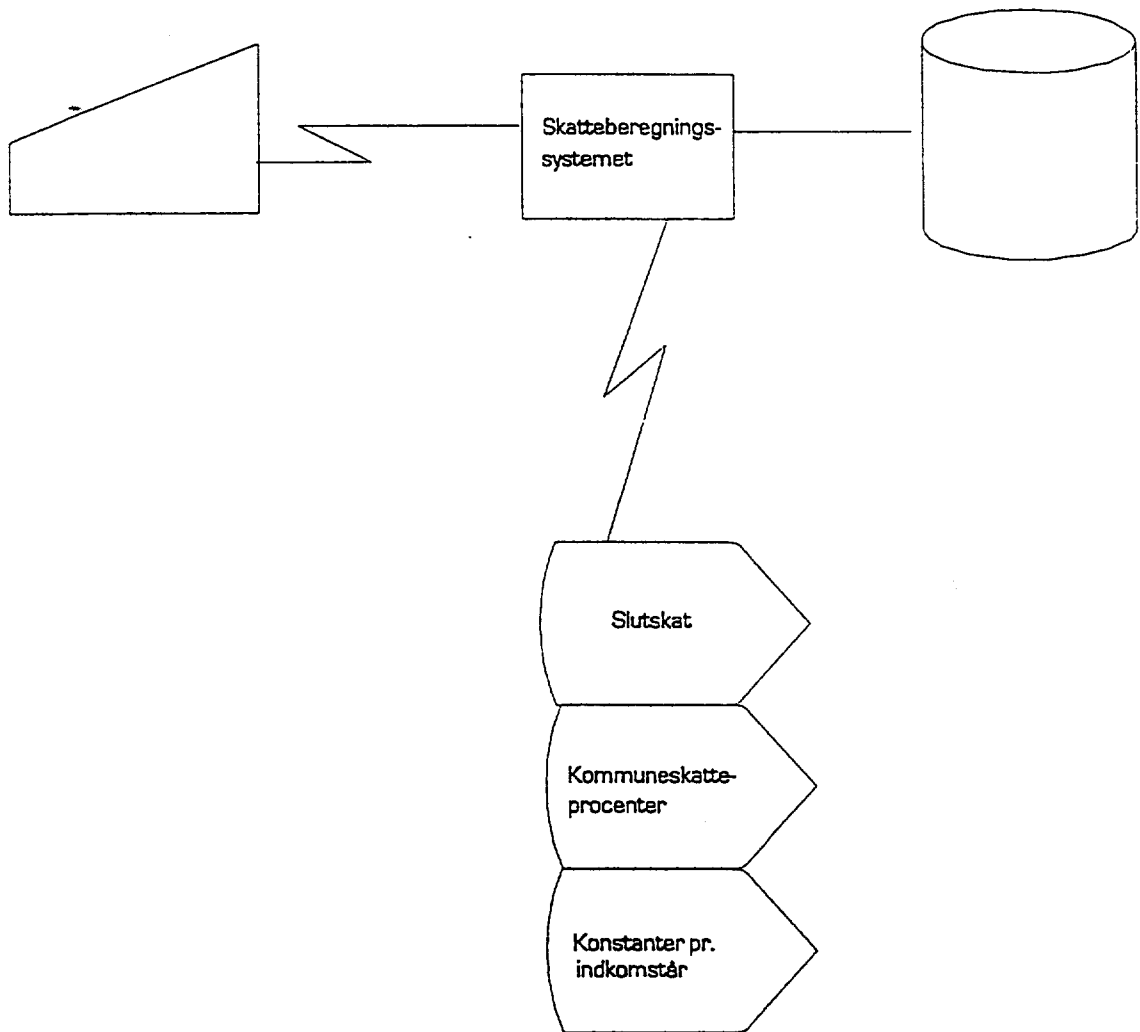 Skatteberegnings-
systemet
Slutskat
Kommuneskatte-
procenter
Konstanter pr.
indkomstår